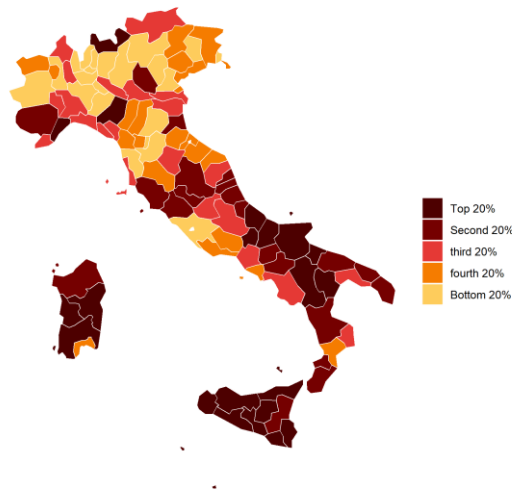 Top 20%
Second 20%
third 20%
fourth 20%
Bottom 20%